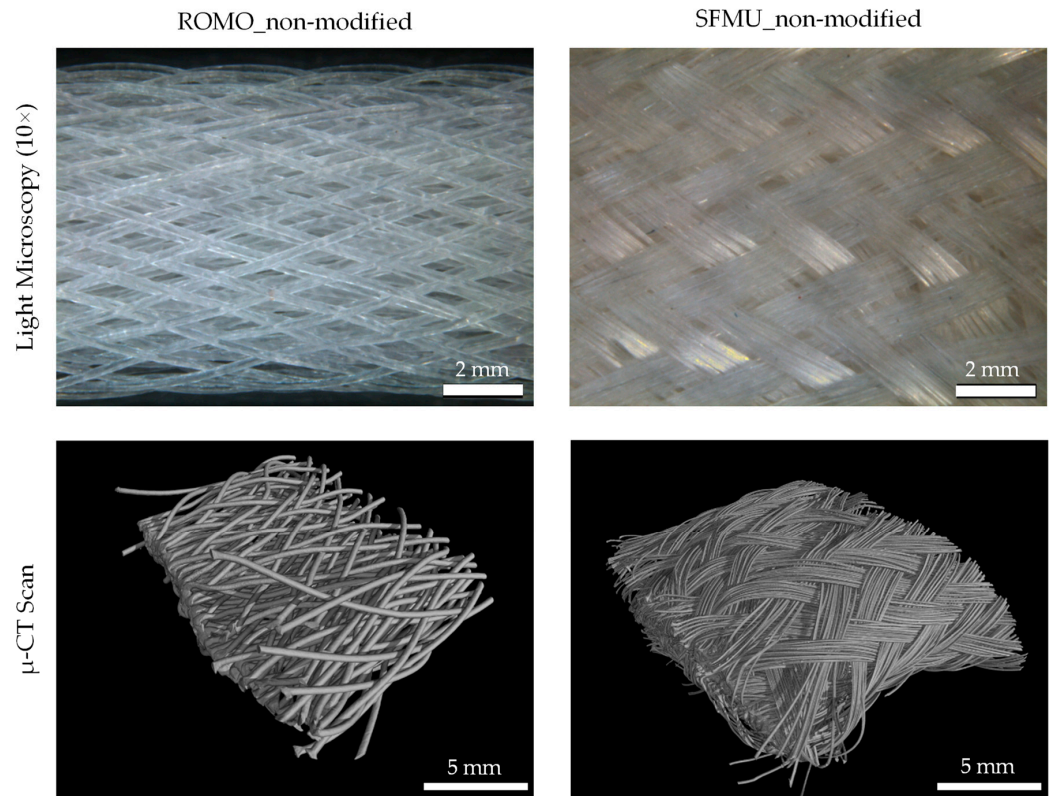 ROMO_non-modified
SFMU_non-modified
Light Microscopy (10×)
2 mm
2 mm
μ-CT Scan
5 mm
5 mm